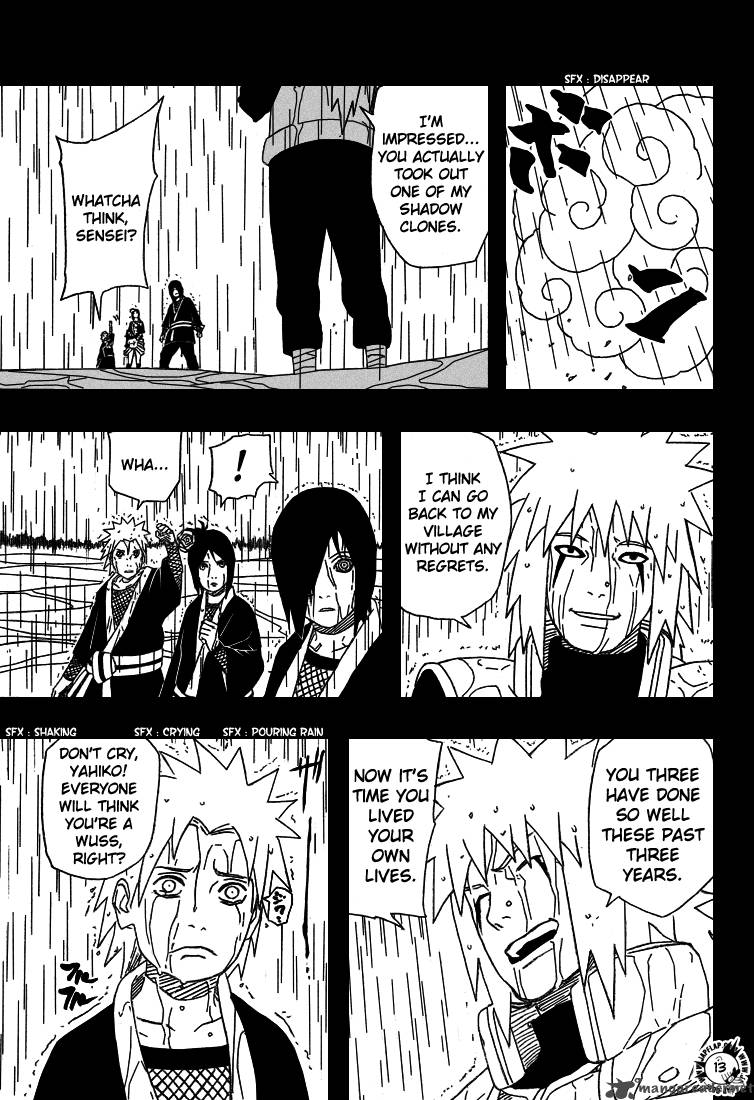 SFX : DISAPPEAR
ザッ
I'M
IMPRESSED...
YOU ACTUALLY
TOOK OUT
ONE OF MY
SHADOW
CLONES.
WHATCHA
THINK,
SENSEI?
I THINK
I CAN GO
BACK TO MY
VILLAGE
WITHOUT ANY
REGRETS.
!
WHA...
YOU THREE
HAVE DONE
SO WELL
THESE PAST
THREE
YEARS.
NOW IT'S
TIME YOU
LIVED
YOUR
OWN
LIVES.
SFX : SHAKING
SFX : CRYING
SFX : POURING RAIN
DON'T CRY,
YAHIKO!
EVERYONE
WILL THINK
YOU'RE A
WUSS,
RIGHT?
13